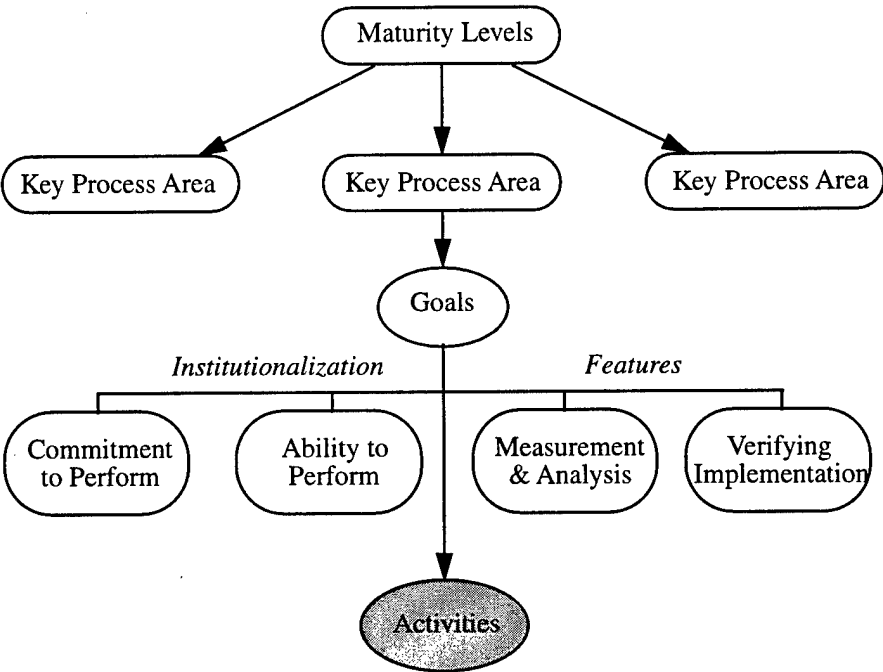 Maturity Levels
Key Process Area
Key Process Area
Key Process Area
Goals
Institutionalization
Features
Commitment
to Perform
Ability to
Perform
Measurement
& Analysis
Verifying
Implementation
Activities